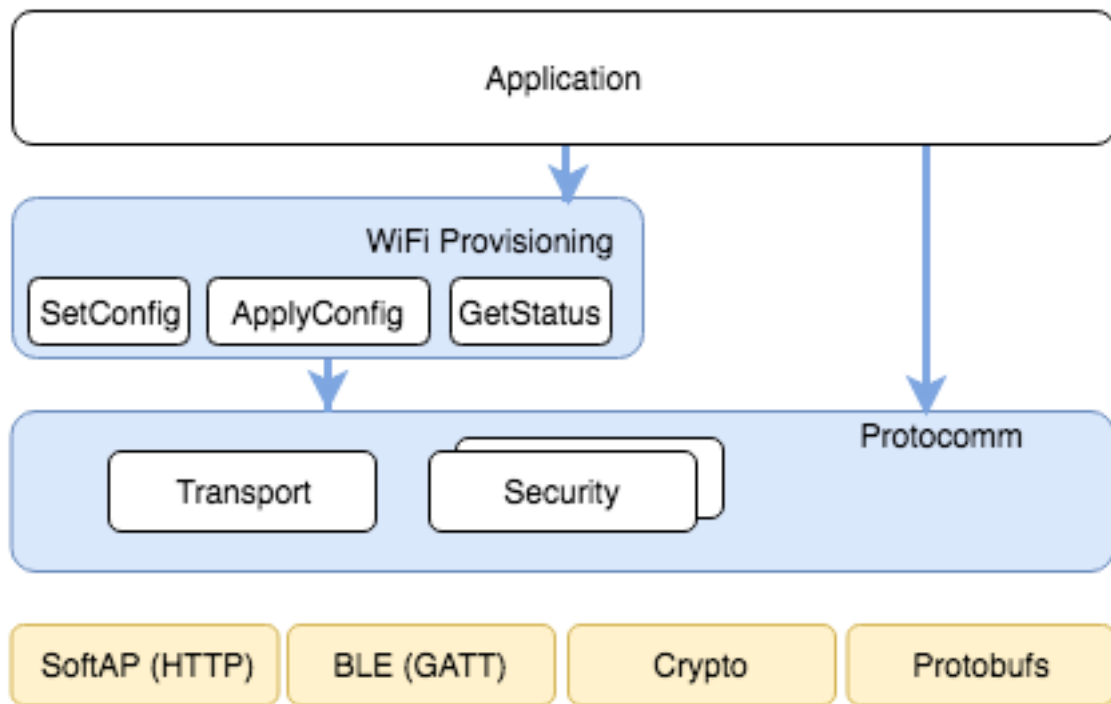 Application
WiFi Provisioning
SetConfig
ApplyConfig
GetStatus
Protocomm
Transport
Security
SoftAP (HTTP)
BLE (GATT)
Crypto
Protobufs